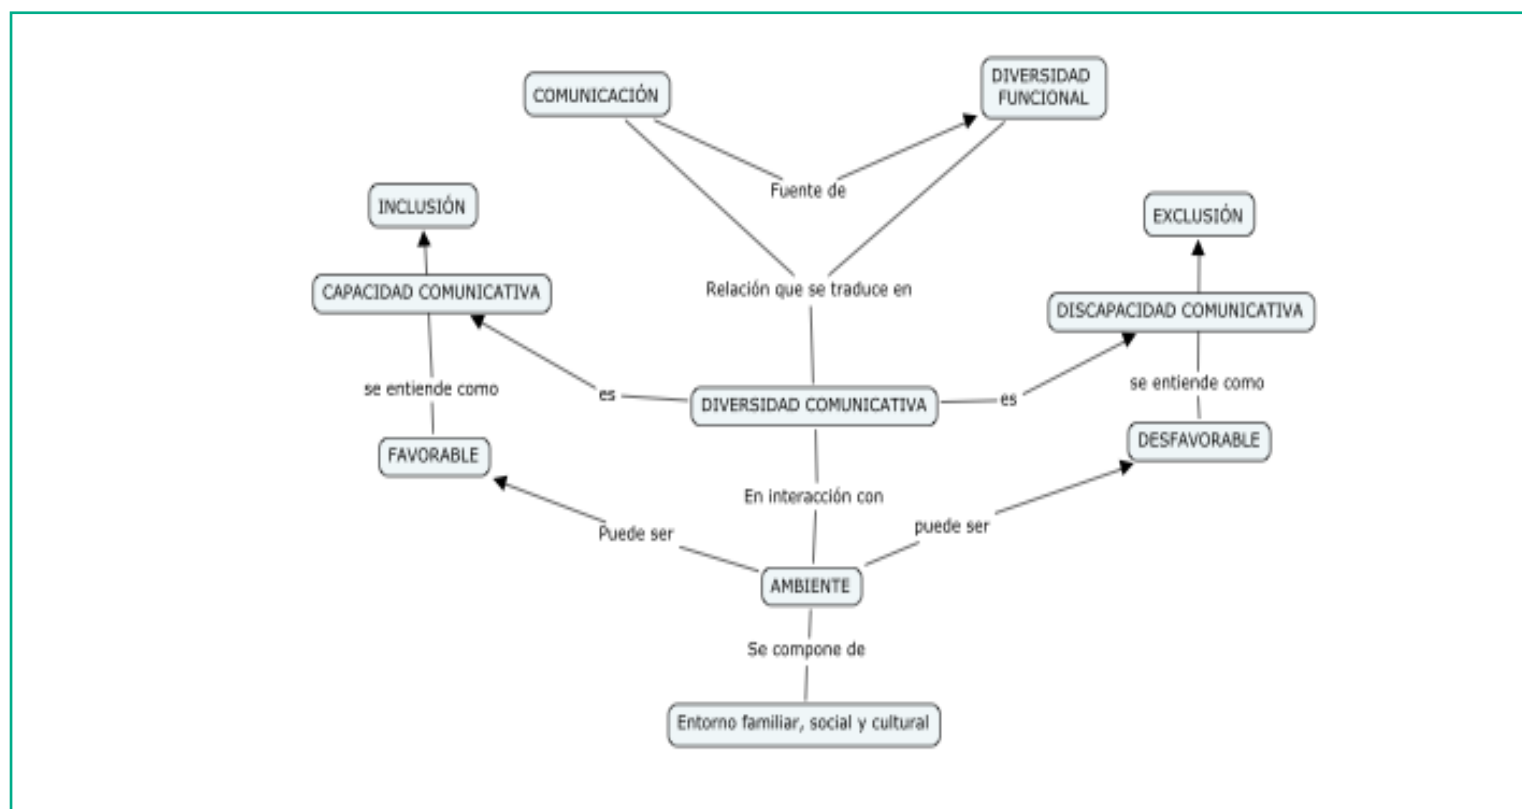 COMUNICACIÓN
DIVERSIDAD
FUNCIONAL
Fuente de
INCLUSIÓN
EXCLUSIÓN
CAPACIDAD COMUNICATIVA
Relación que se traduce en
DISCAPACIDAD COMUNICATIVA
se entiende como
es
DIVERSIDAD COMUNICATIVA
es
se entiende como
FAVORABLE
DESFAVORABLE
En interacción con
Puede ser
puede ser
AMBIENTE
Se compone de
Entorno familiar, social y cultural